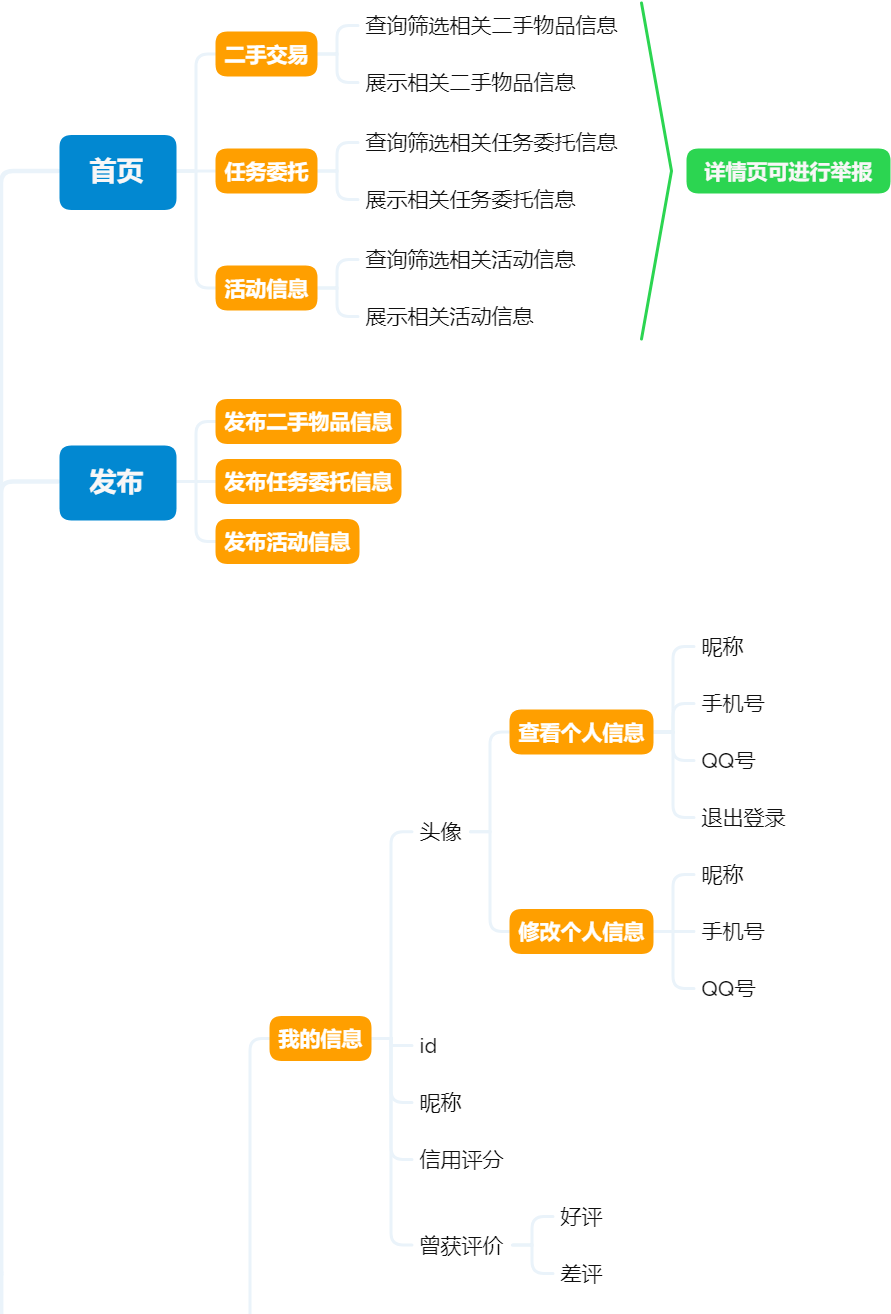 首页
二手交易
查询筛选相关二手物品信息
展示相关二手物品信息
任务委托
查询筛选相关任务委托信息
展示相关任务委托信息
活动信息
查询筛选相关活动信息
展示相关活动信息
详情页可进行举报
发布
发布二手物品信息
发布任务委托信息
发布活动信息
我的信息
头像
查看个人信息
昵称
手机号
QQ号
退出登录
修改个人信息
昵称
手机号
QQ号
id
昵称
信用评分
曾获评价
好评
差评